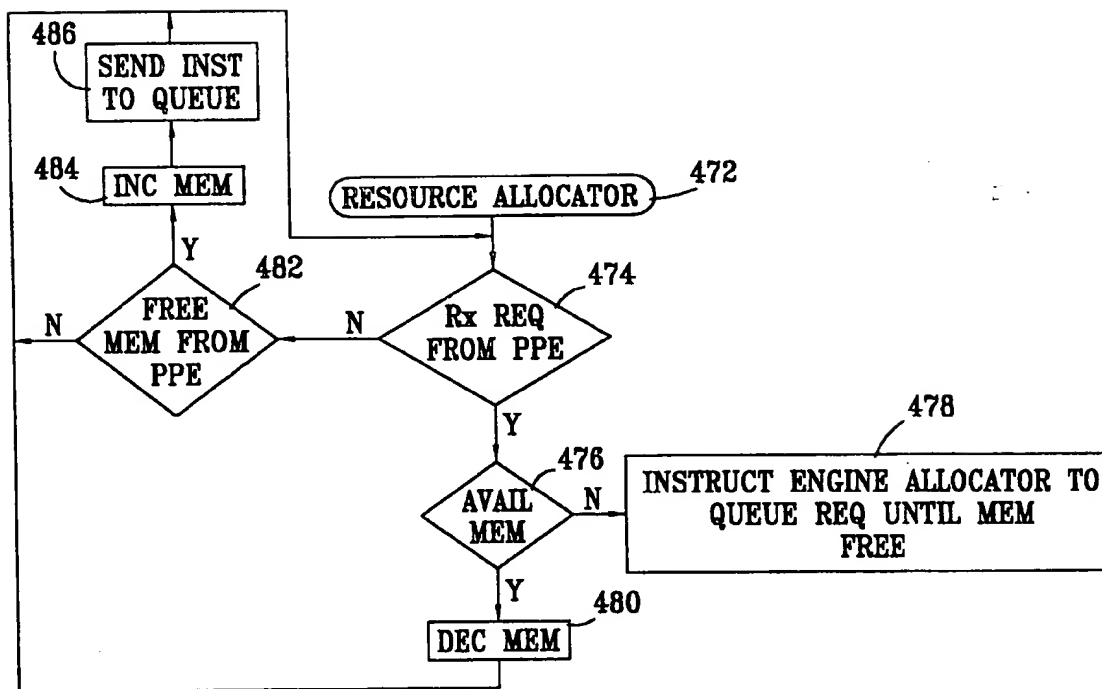 486
SEND INST
TO QUEUE
484
INC MEM
472
RESOURCE ALLOCATOR
Y
482
FREE
MEM FROM
PPE
N
N
474
Rx REQ
FROM PPE
Y
476
AVAIL
MEM
N
478
INSTRUCT ENGINE ALLOCATOR TO
QUEUE REQ UNTIL MEM
FREE
Y
480
DEC MEM